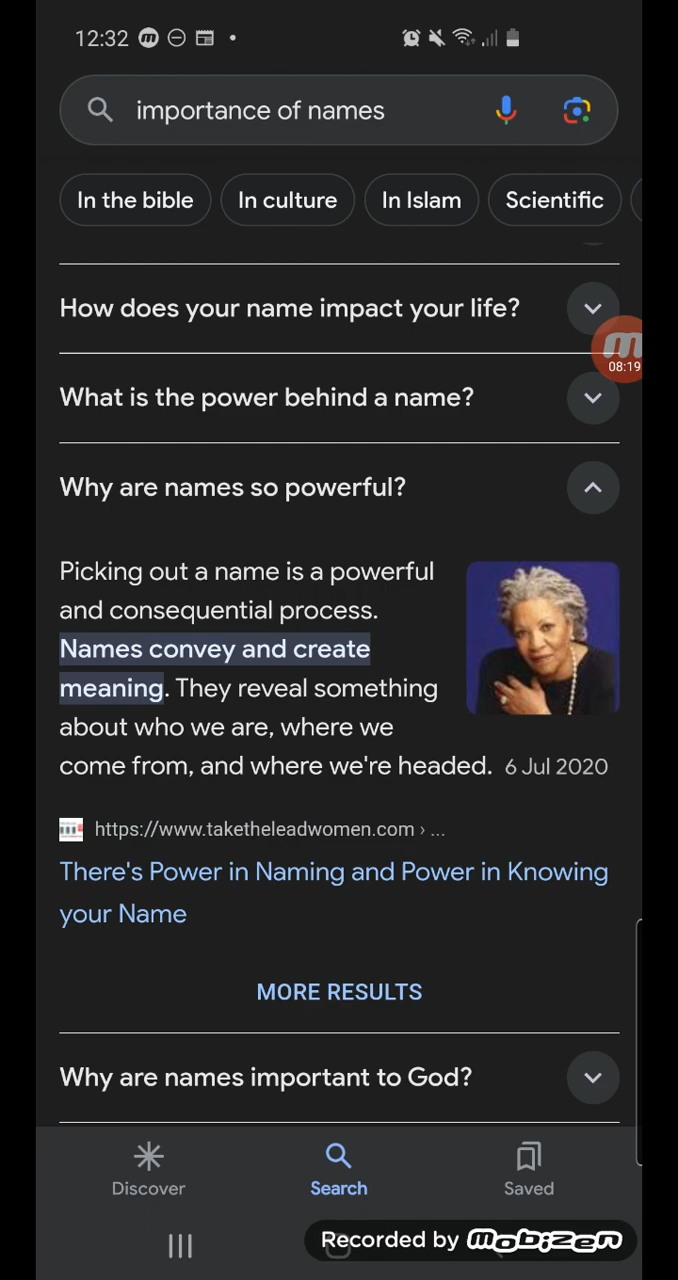 12:32
importance of names
In the bible In culture In Islam Scientific
How does your name impact your life?
08:19
What is the power behind a name?
Why are names so powerful?
Picking out a name is a powerful
and consequential process.
Names convey and create
meaning. They reveal something
about who we are, where we
come from, and where we're headed. 6 Jul 2020
https://www.taketheleadwomen.com › ...
There's Power in Naming and Power in Knowing
your Name
MORE RESULTS
Why are names important to God?
Discover Search Saved
Recorded by mobizen